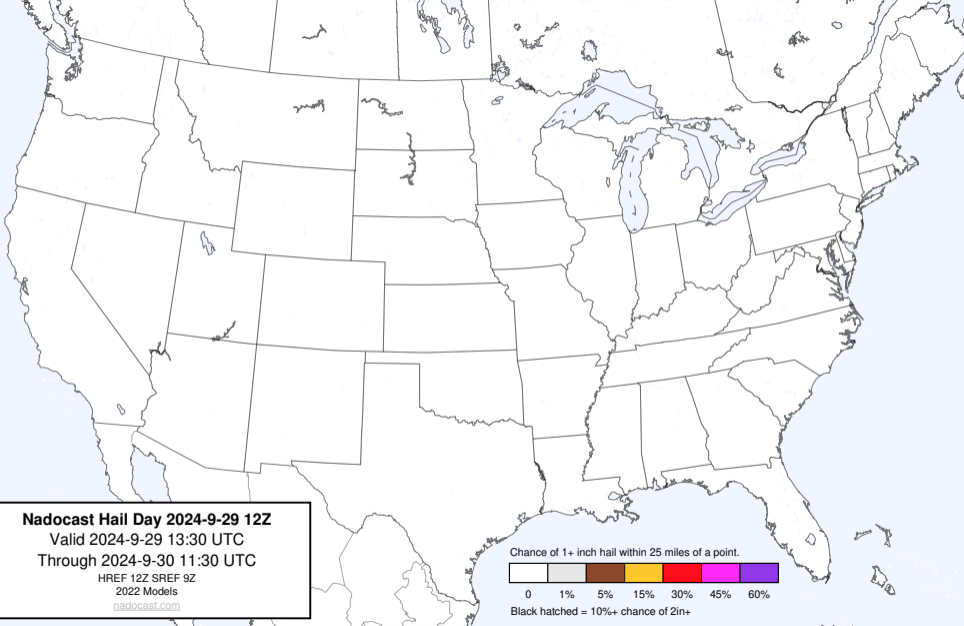 Nadocast Hail Day 2024-9-29 12Z
Valid 2024-9-29 13:30 UTC
Through 2024-9-30 11:30 UTC
HREF 12Z SREF 9Z
2022 Models
nadocast.com
Chance of 1+ inch hail within 25 miles of a point.
0 1% 5% 15% 30% 45% 60%
Black hatched = 10%+ chance of 2in+